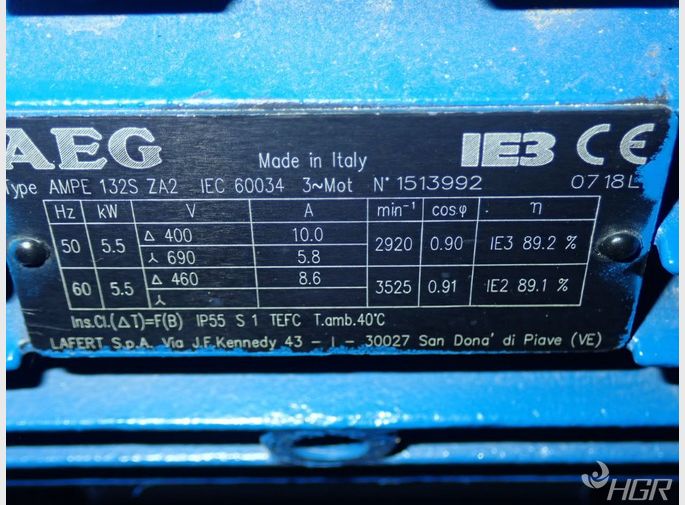 AEG IE3 CE
Made in Italy
Type AMPE 132S ZA2 IEC 60034 3~Mot N° 1513992 0718L
Hz kW V A min⁻¹ cosφ η
50 5.5 Δ 400 10.0 2920 0.90 IE3 89.2 %
⅄ 690 5.8
60 5.5 Δ 460 8.6 3525 0.91 IE2 89.1 %
⅄
Ins.Cl.(ΔT)=F(B) IP55 S 1 TEFC T.amb.40°C
LAFERT S.p.A. Via J.F.Kennedy 43 - I - 30027 San Dona' di Piave (VE)
HGR